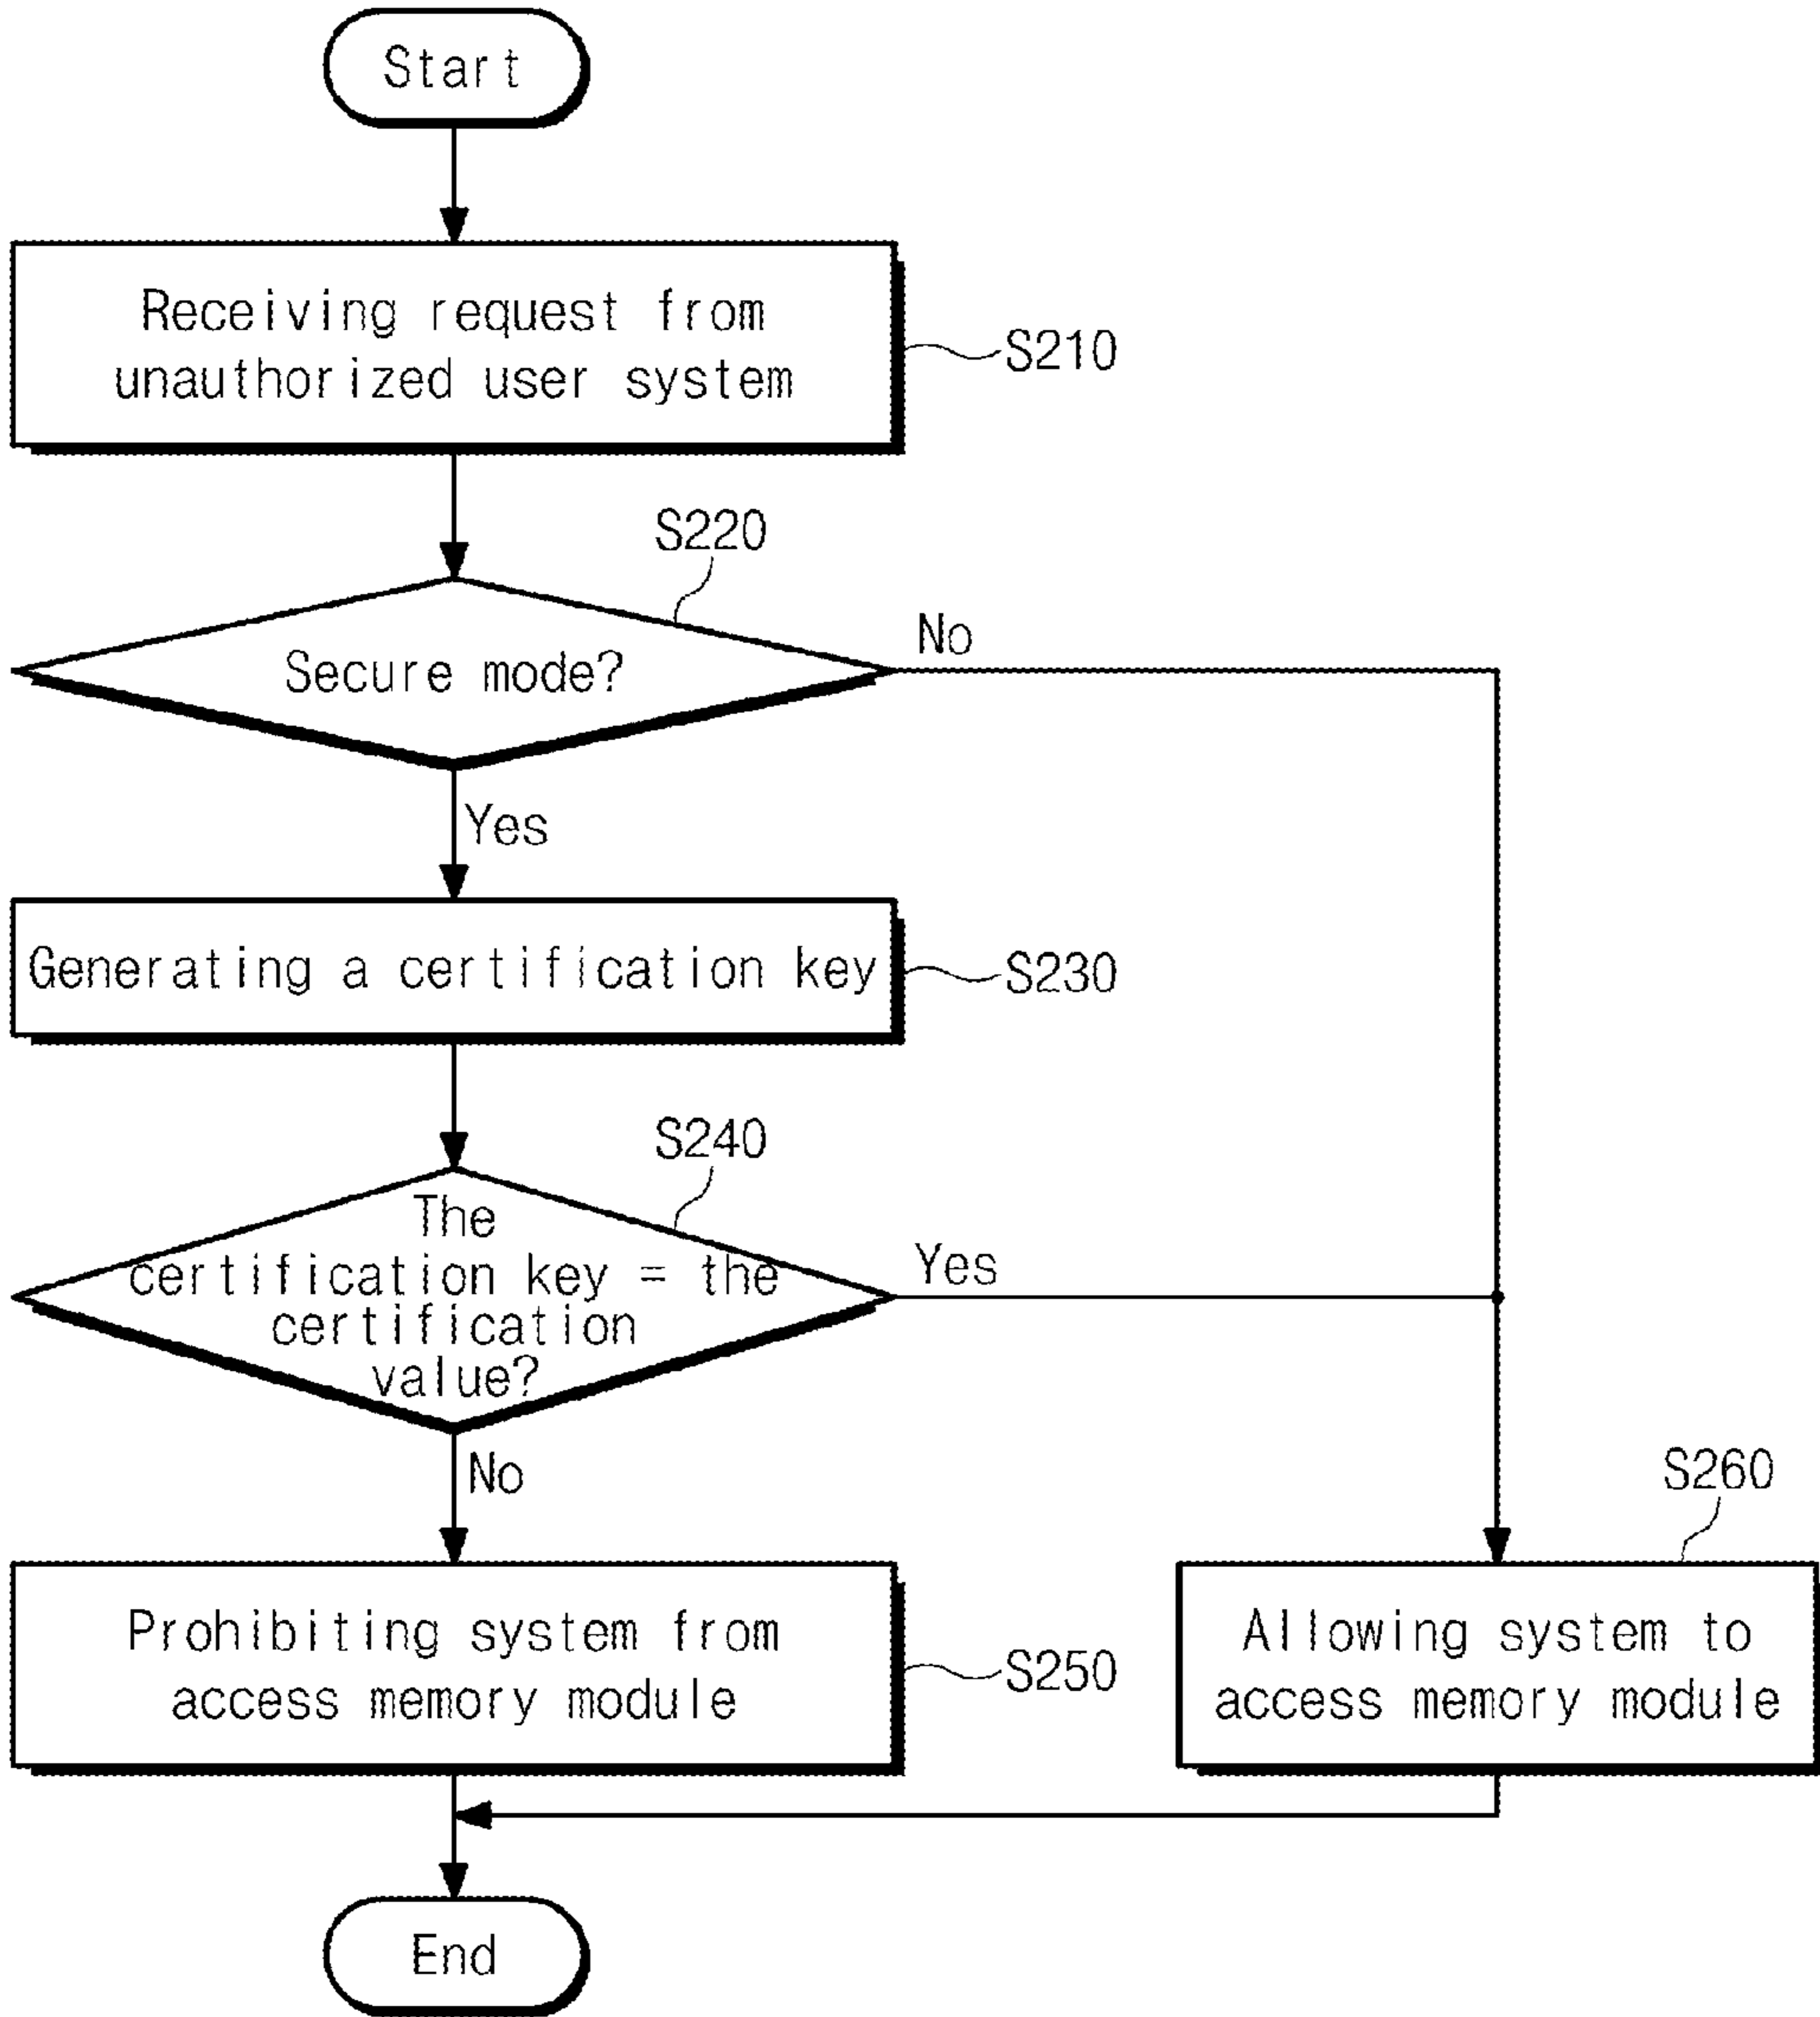 Start
Receiving request from
unauthorized user system
S210
S220
Secure mode?
No
Yes
Generating a certification key
S230
S240
The
certification key = the
certification
value?
Yes
No
S260
Prohibiting system from
access memory module
S250
Allowing system to
access memory module
End